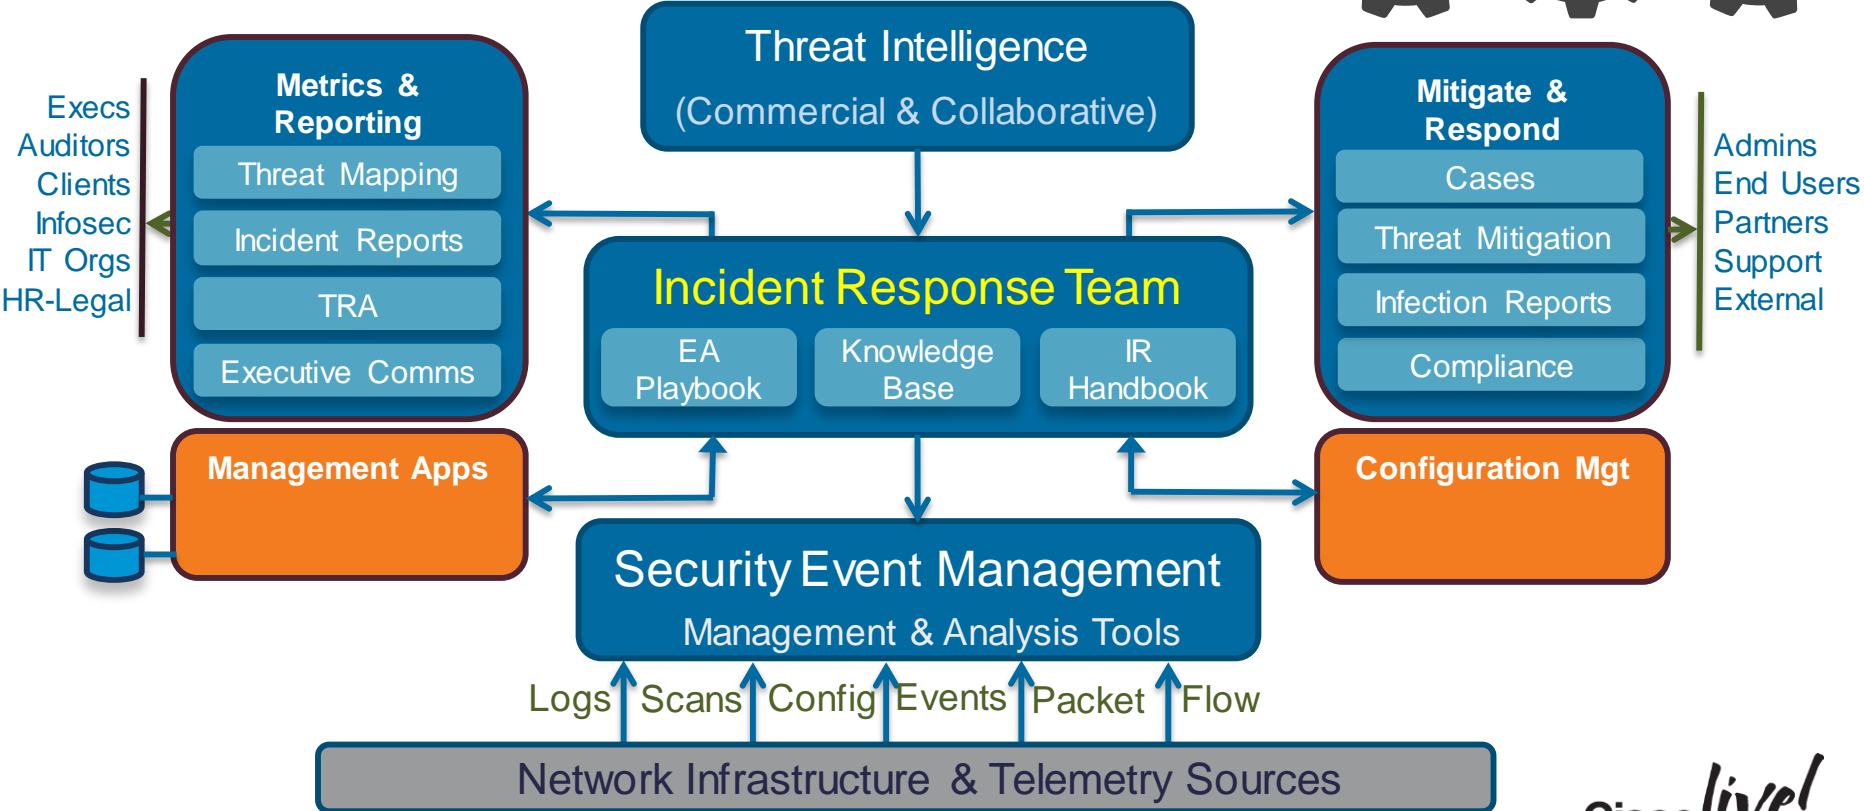 Threat Intelligence
(Commercial & Collaborative)
Execs
Auditors
Clients
Infosec
IT Orgs
HR-Legal
Metrics &
Reporting
Threat Mapping
Incident Reports
TRA
Executive Comms
Incident Response Team
EA
Playbook
Knowledge
Base
IR
Handbook
Mitigate &
Respond
Cases
Threat Mitigation
Infection Reports
Compliance
Admins
End Users
Partners
Support
External
Management Apps
Configuration Mgt
Security Event Management
Management & Analysis Tools
Logs
Scans
Config
Events
Packet
Flow
Network Infrastructure & Telemetry Sources
Cisco live!